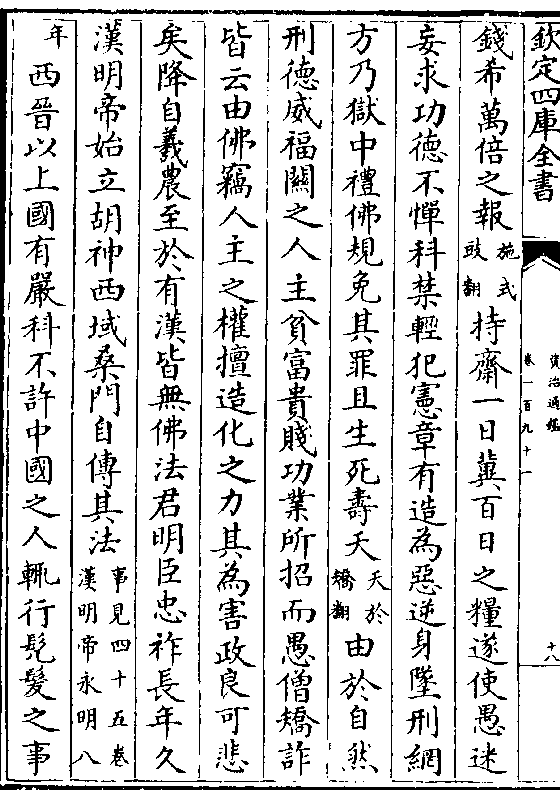 欽定四庫全書
資治通鑑
卷一百九十一
十八
錢希萬倍之報施式豉翻持齋一日冀百日之糧遂使愚迷
妄求功德不憚科禁輕犯憲章有造為惡逆身墜刑網
方乃獄中禮佛規免其罪且生死壽夭夭於矯翻由於自然
刑德威福關之人主貧富貴賤功業所招而愚僧矯詐
皆云由佛竊人主之權擅造化之力其為害政良可悲
矣降自羲農至於有漢皆無佛法君明臣忠祚長年久
漢明帝始立胡神西域桑門自傳其法事見四十五卷漢明帝永明八
年西晉以上國有嚴科不許中國之人輒行髠髮之事